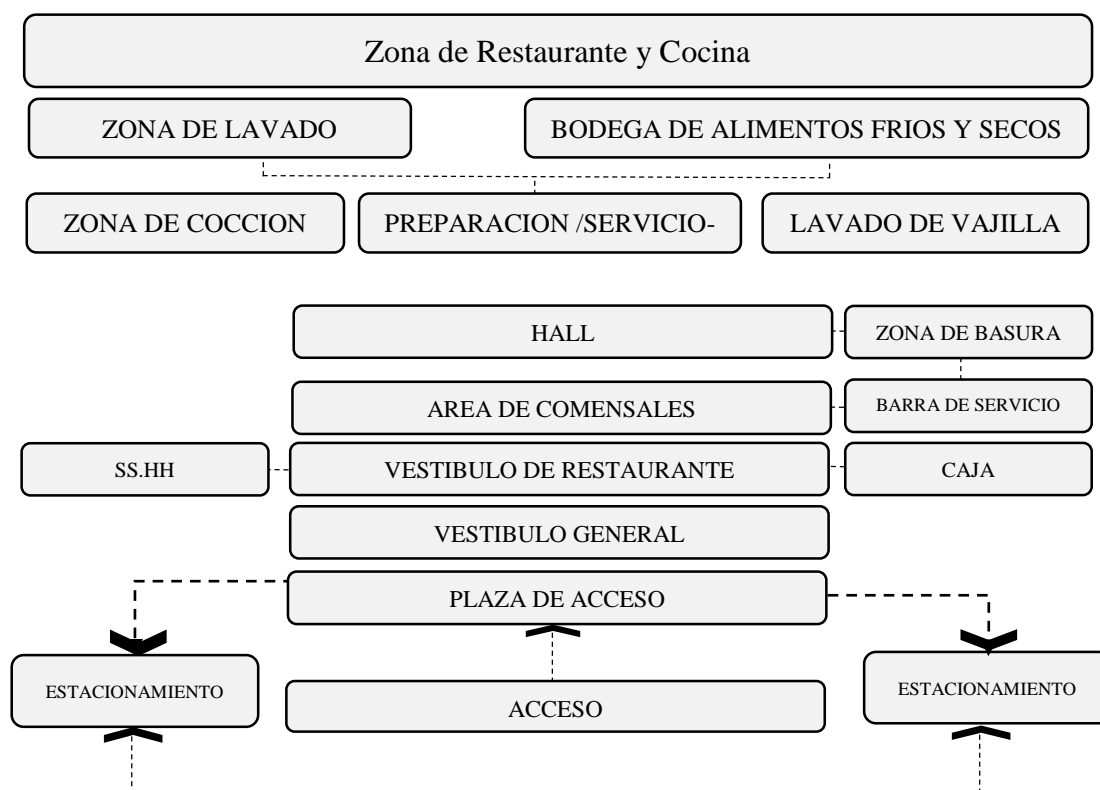 Zona de Restaurante y Cocina
ZONA DE LAVADO
BODEGA DE ALIMENTOS FRIOS Y SECOS
ZONA DE COCCION
PREPARACION /SERVICIO-
LAVADO DE VAJILLA
HALL
ZONA DE BASURA
AREA DE COMENSALES
BARRA DE SERVICIO
SS.HH
VESTIBULO DE RESTAURANTE
CAJA
VESTIBULO GENERAL
PLAZA DE ACCESO
ESTACIONAMIENTO
ESTACIONAMIENTO
ACCESO